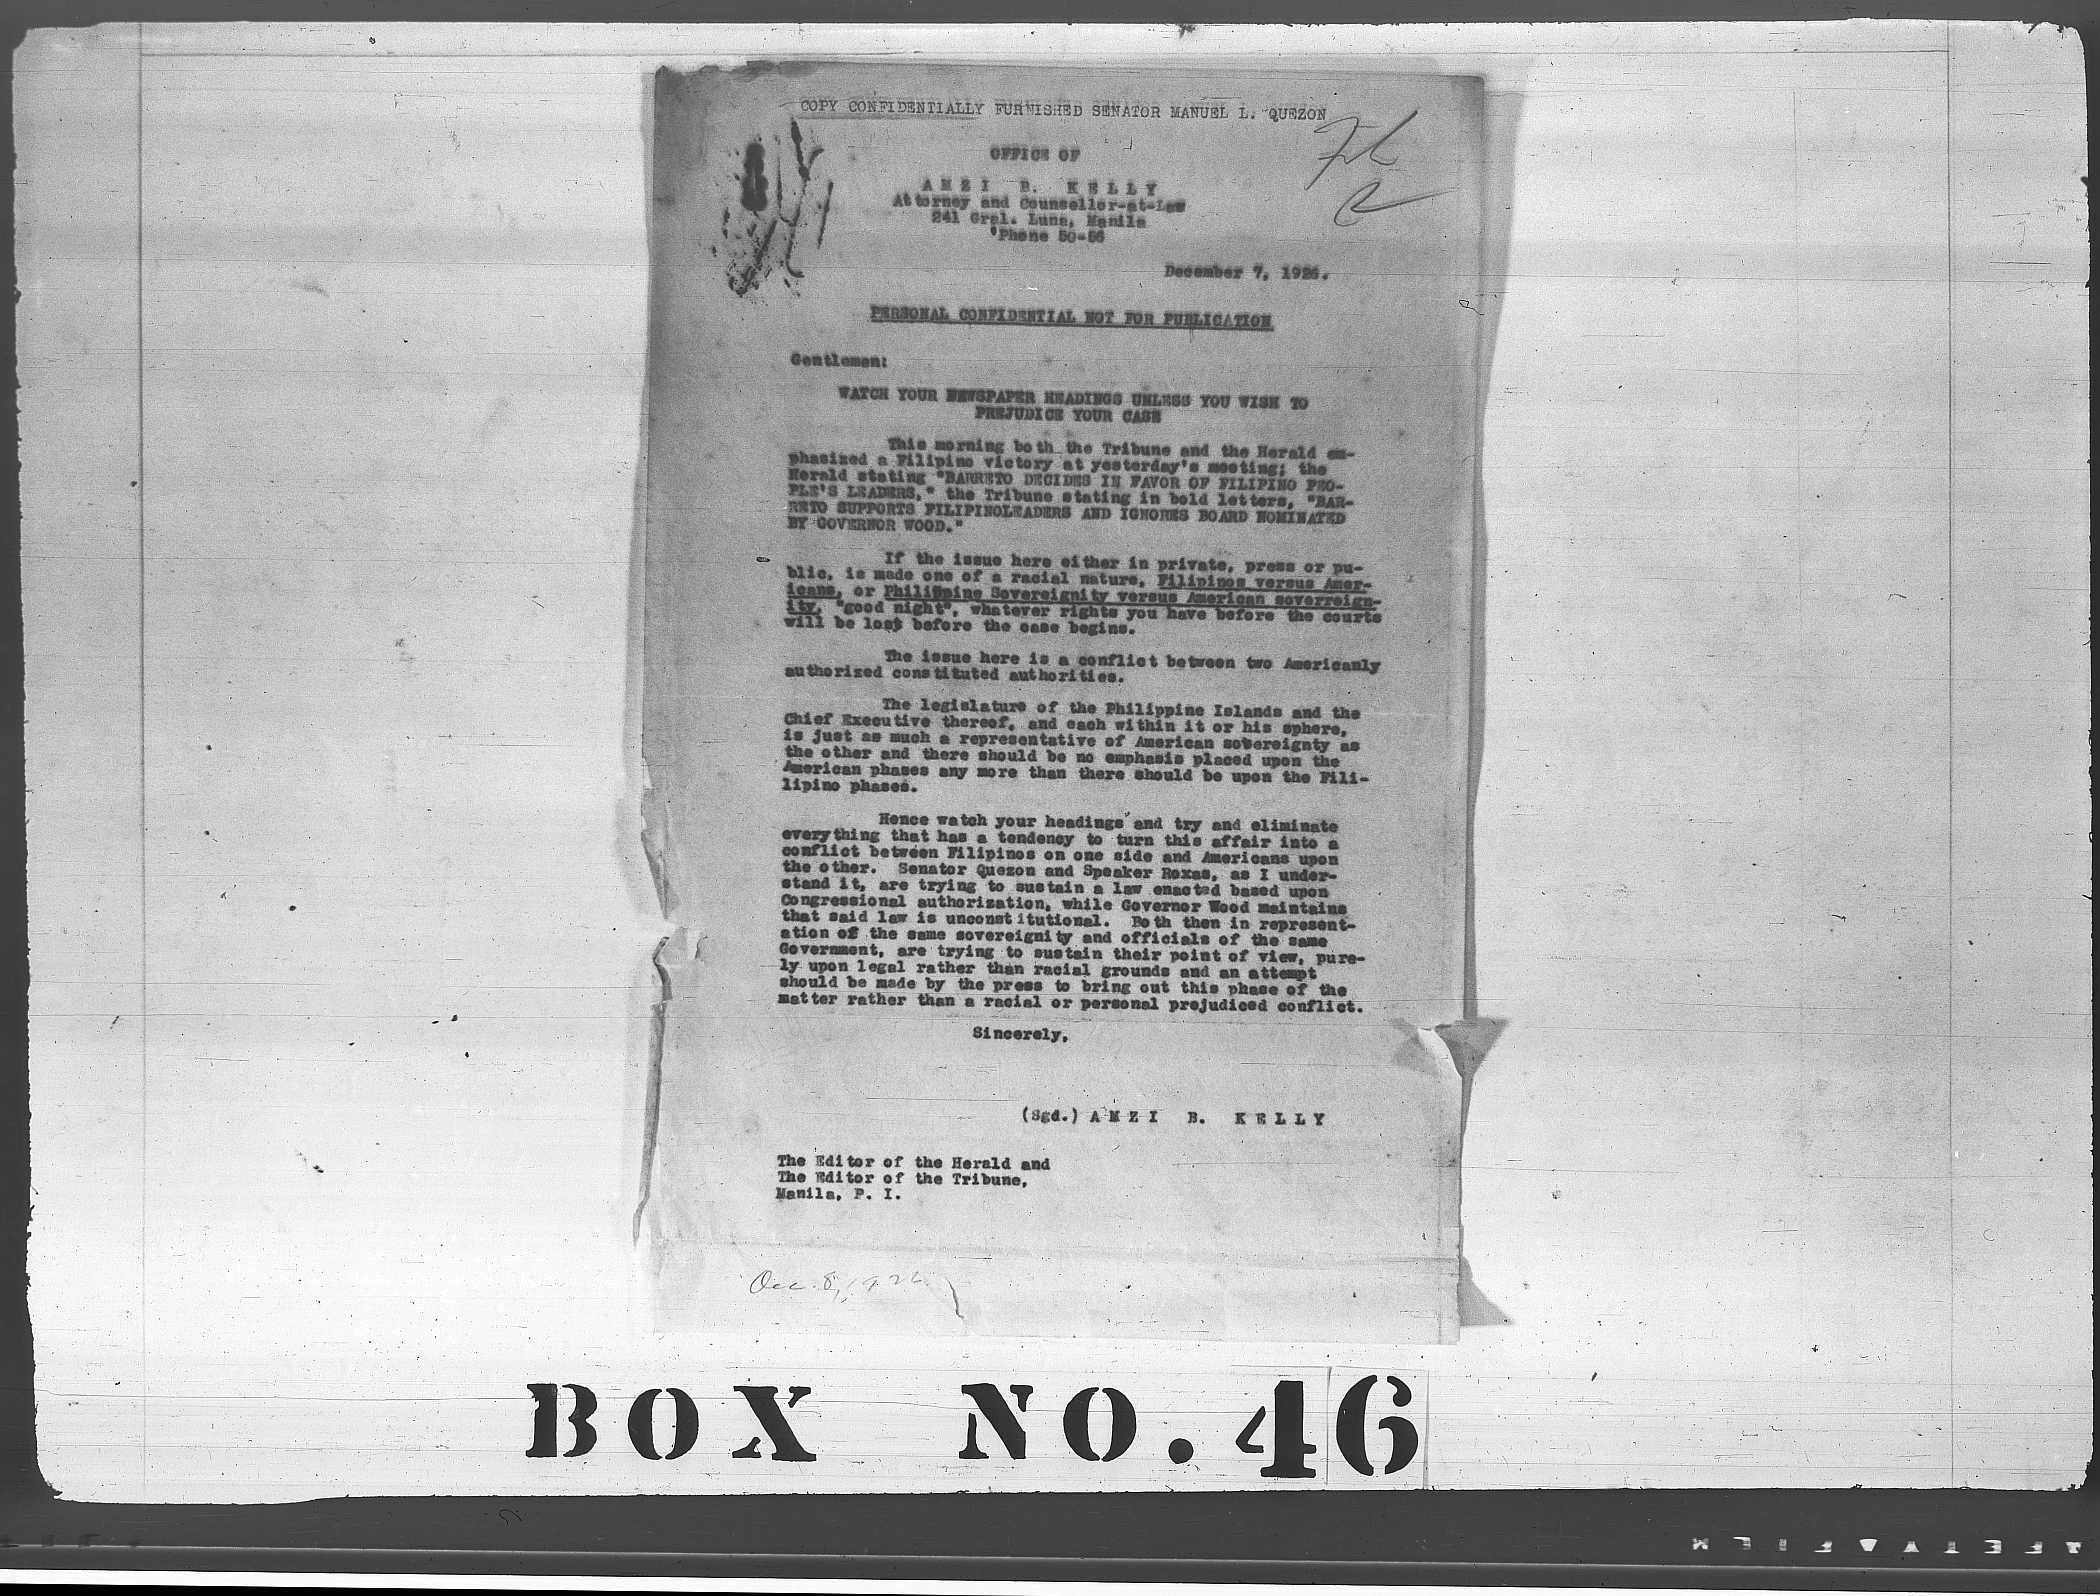 COPY CONFIDENTIALLY FURNISHED SENATOR MANUEL L. QUEZON
OFFICE OF
AMZI B. KELLY
Attorney and Counsellor-at-Law
241 Gral. Luna, Manila
Phone 50-56
December 7, 1926.
PERSONAL CONFIDENTIAL NOT FOR PUBLICATION
Gentlemen:
WATCH YOUR NEWSPAPER HEADINGS UNLESS YOU WISH TO
PREJUDICE YOUR CASE
This morning both the Tribune and the Herald em-
phasized a Filipino victory at yesterday's meeting; the
Herald stating "BARRETO DECIDES IN FAVOR OF FILIPINO PEO-
PLE'S LEADERS," the Tribune stating in bold letters, "BAR-
RETO SUPPORTS FILIPINOLEADERS AND IGNORES BOARD NOMINATED
BY GOVERNOR WOOD."
If the issue here either in private, press or pu-
blic, is made one of a racial nature, Filipinos versus Amer-
icans, or Philippine Sovereignity versus American soverreign-
ity, "good night", whatever rights you have before the courts
will be lost before the case begins.
The issue here is a conflict between two Americanly
authorized constituted authorities.
The legislature of the Philippine Islands and the
Chief Executive thereof, and each within it or his sphere,
is just as much a representative of American sovereignty as
the other and there should be no emphasis placed upon the
American phases any more than there should be upon the Fili-
lipino phases.
Hence watch your headings and try and eliminate
everything that has a tendency to turn this affair into a
conflict between Filipinos on one side and Americans upon
the other. Senator Quezon and Speaker Roxas, as I under-
stand it, are trying to sustain a law enacted based upon
Congressional authorization, while Governor Wood maintains
that said law is unconstitutional. Both then in represent-
ation of the same sovereignity and officials of the same
Government, are trying to sustain their point of view, pure-
ly upon legal rather than racial grounds and an attempt
should be made by the press to bring out this phase of the
matter rather than a racial or personal prejudiced conflict.
Sincerely,
(Sgd.) AMZI B. KELLY
The Editor of the Herald and
The Editor of the Tribune,
Manila, P. I.
Dec. 8, 1926
BOX NO. 46